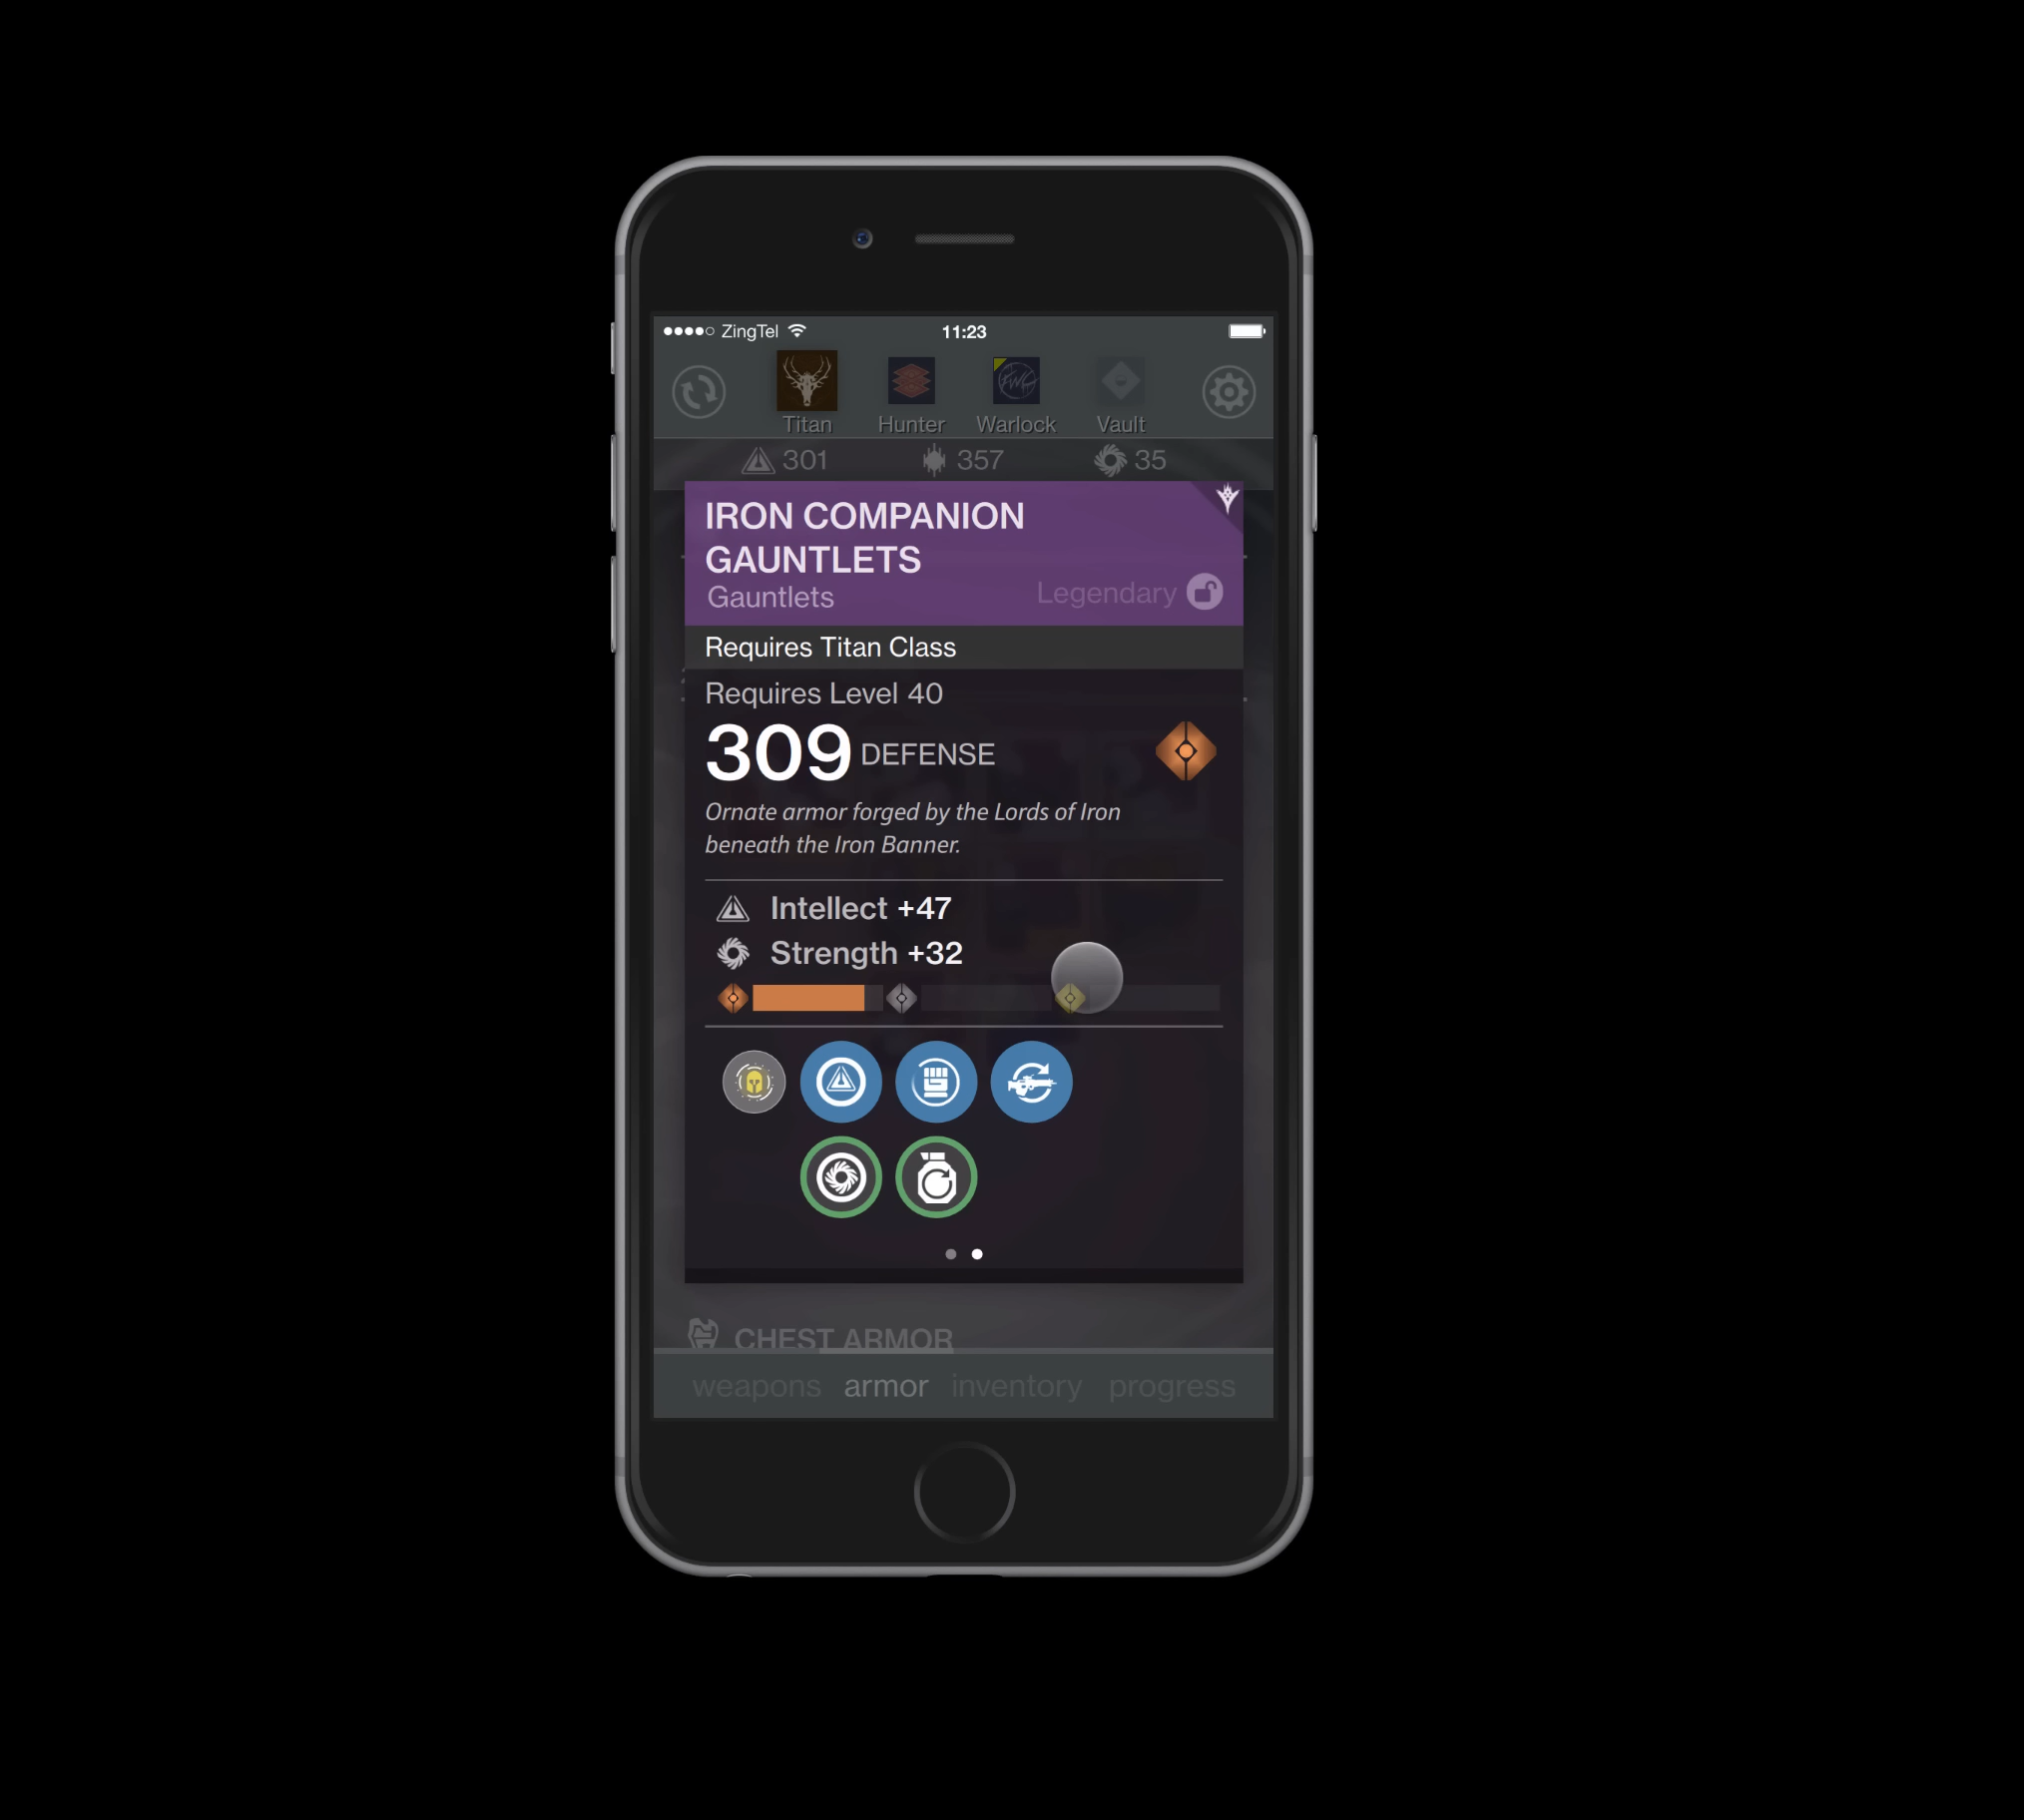 ZingTel 11:23
Titan Hunter Warlock Vault
301 357 35
IRON COMPANION
GAUNTLETS
Gauntlets Legendary
Requires Titan Class
Requires Level 40
309 DEFENSE
Ornate armor forged by the Lords of Iron
beneath the Iron Banner.
Intellect +47
Strength +32
CHEST ARMOR
weapons armor inventory progress